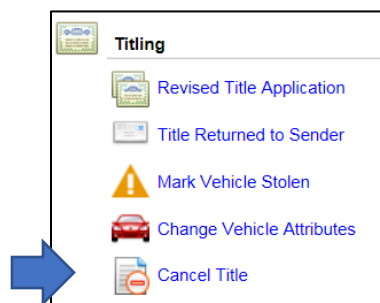 Titling
Revised Title Application
Title Returned to Sender
Mark Vehicle Stolen
Change Vehicle Attributes
Cancel Title